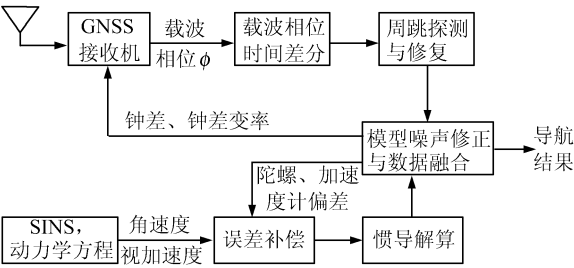 GNSS
接收机
载波
相位ϕ
载波相位
时间差分
周跳探测
与修复
钟差、钟差变率
模型噪声修正
与数据融合
导航
结果
陀螺、加速
度计偏差
SINS,
动力学方程
角速度
视加速度
误差补偿
惯导解算